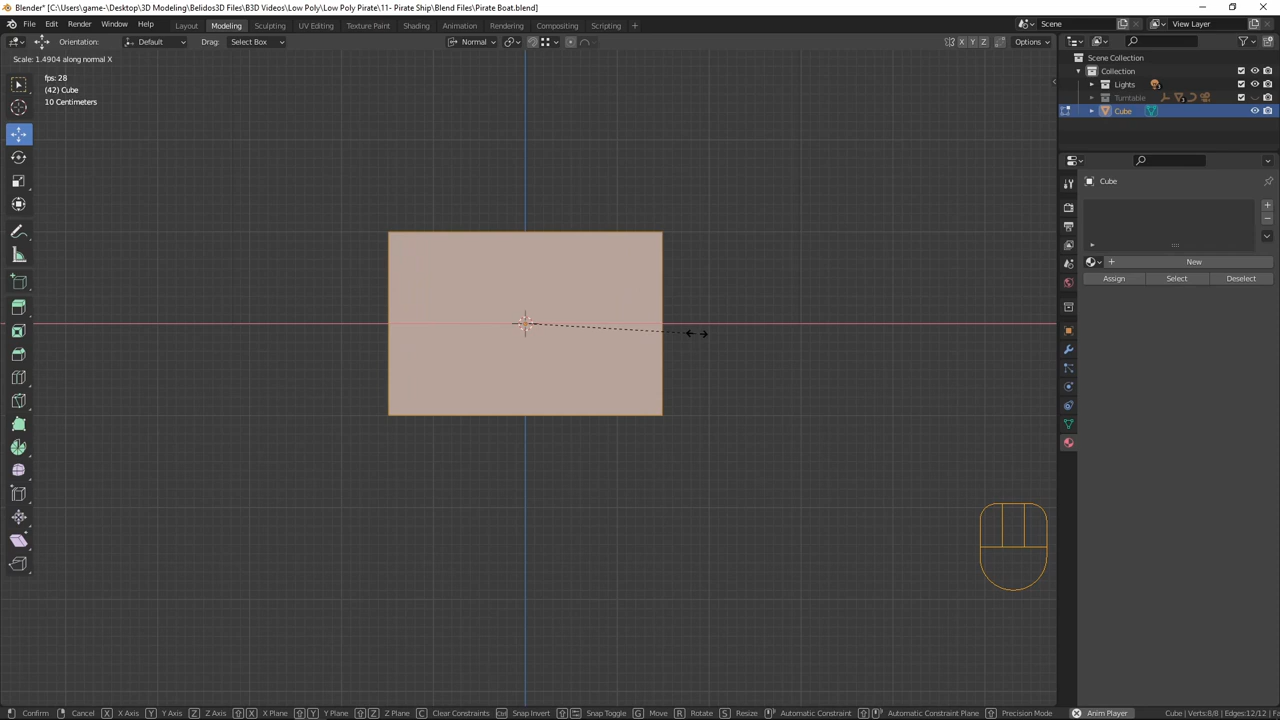 Blender* [C:\Users\game-\Desktop\3D Modeling\Belidos3D Files\B3D Videos\Low Poly\Low Poly Pirate\11- Pirate Ship\Blend Files\Pirate Boat.blend]
File Edit Render Window Help Layout Modeling Sculpting UV Editing Texture Paint Shading Animation Rendering Compositing Scripting + Scene View Layer
Orientation: Default Drag: Select Box Normal X Y Z Options
Scale: 1.4904 along normal X
fps: 28
(42) Cube
10 Centimeters
Scene Collection
Collection
Lights
Turntable
Cube
Cube
New
Assign Select Deselect
Confirm Cancel X X Axis Y Y Axis Z Z Axis X X Plane Y Y Plane Z Z Plane C Clear Constraints Ctrl Snap Invert Snap Toggle G Move R Rotate S Resize Automatic Constraint Automatic Constraint Plane Precision Mode Anim Player Cube | Verts:8/8 | Edges:12/12 | F